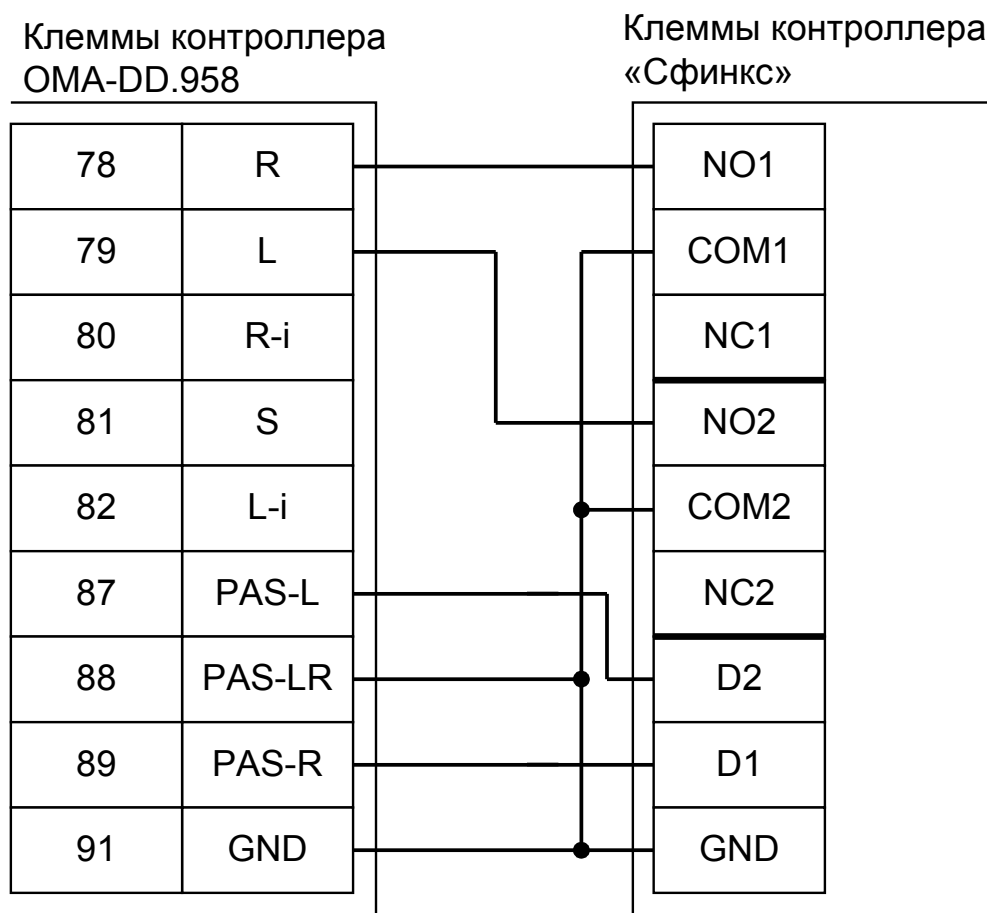 Клеммы контроллера
OMA-DD.958
Клеммы контроллера
«Сфинкс»
78 R NO1
79 L COM1
80 R-i NC1
81 S NO2
82 L-i COM2
87 PAS-L NC2
88 PAS-LR D2
89 PAS-R D1
91 GND GND